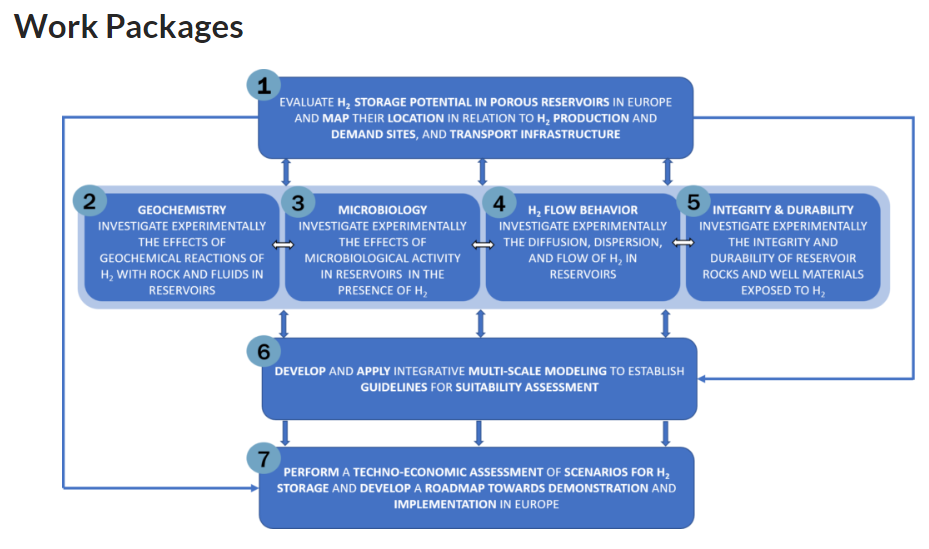 Work Packages
1
EVALUATE H₂ STORAGE POTENTIAL IN POROUS RESERVOIRS IN EUROPE
AND MAP THEIR LOCATION IN RELATION TO H₂ PRODUCTION AND
DEMAND SITES, AND TRANSPORT INFRASTRUCTURE
2
GEOCHEMISTRY
INVESTIGATE EXPERIMENTALLY
THE EFFECTS OF
GEOCHEMICAL REACTIONS OF
H₂ WITH ROCK AND FLUIDS IN
RESERVOIRS
3
MICROBIOLOGY
INVESTIGATE EXPERIMENTALLY
THE EFFECTS OF
MICROBIOLOGICAL ACTIVITY
IN RESERVOIRS IN THE
PRESENCE OF H₂
4
H₂ FLOW BEHAVIOR
INVESTIGATE EXPERIMENTALLY
THE DIFFUSION, DISPERSION,
AND FLOW OF H₂ IN
RESERVOIRS
5
INTEGRITY & DURABILITY
INVESTIGATE EXPERIMENTALLY
THE INTEGRITY AND
DURABILITY OF RESERVOIR
ROCKS AND WELL MATERIALS
EXPOSED TO H₂
6
DEVELOP AND APPLY INTEGRATIVE MULTI-SCALE MODELING TO ESTABLISH
GUIDELINES FOR SUITABILITY ASSESSMENT
7
PERFORM A TECHNO-ECONOMIC ASSESSMENT OF SCENARIOS FOR H₂
STORAGE AND DEVELOP A ROADMAP TOWARDS DEMONSTRATION AND
IMPLEMENTATION IN EUROPE